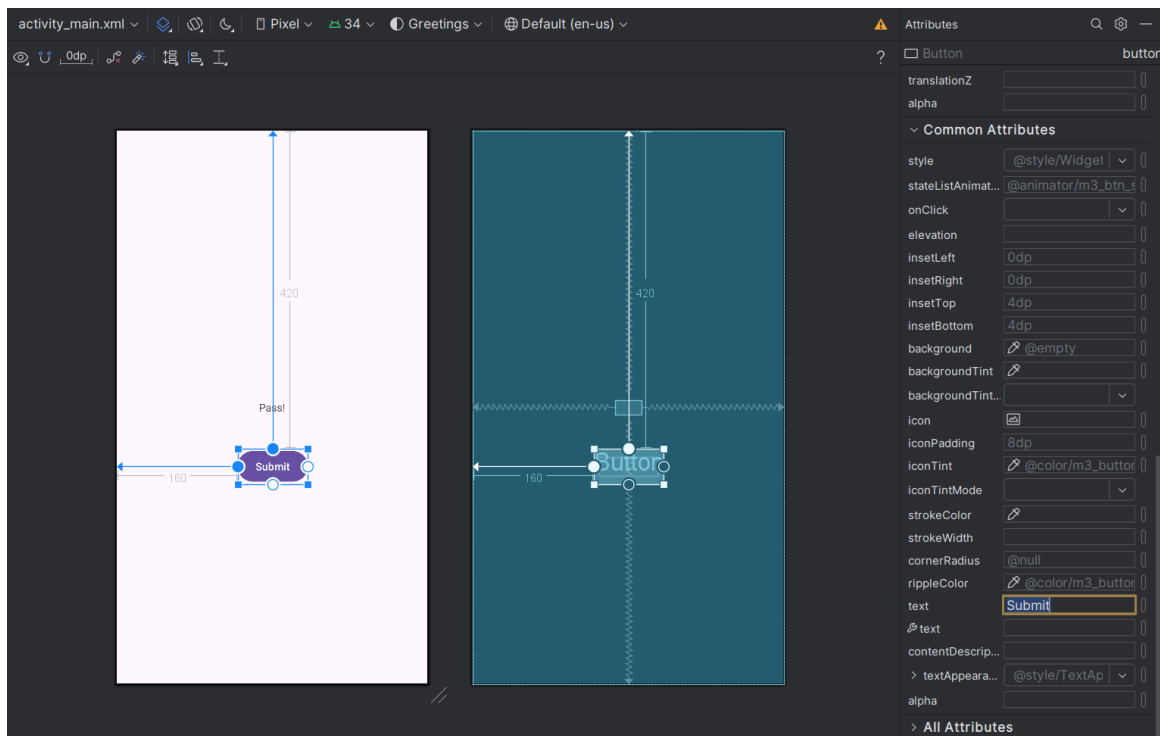 activity_main.xml Pixel 34 Greetings Default (en-us)
0dp ?
420
Pass!
Submit
160
420
Button
160
Attributes
Button button
translationZ
alpha
Common Attributes
style @style/Widget
stateListAnimat... @animator/m3_btn_s
onClick
elevation
insetLeft 0dp
insetRight 0dp
insetTop 4dp
insetBottom 4dp
background @empty
backgroundTint
backgroundTint...
icon
iconPadding 8dp
iconTint @color/m3_button
iconTintMode
strokeColor
strokeWidth
cornerRadius @null
rippleColor @color/m3_button
text Submit
text
contentDescrip...
textAppeara... @style/TextAp
alpha
All Attributes